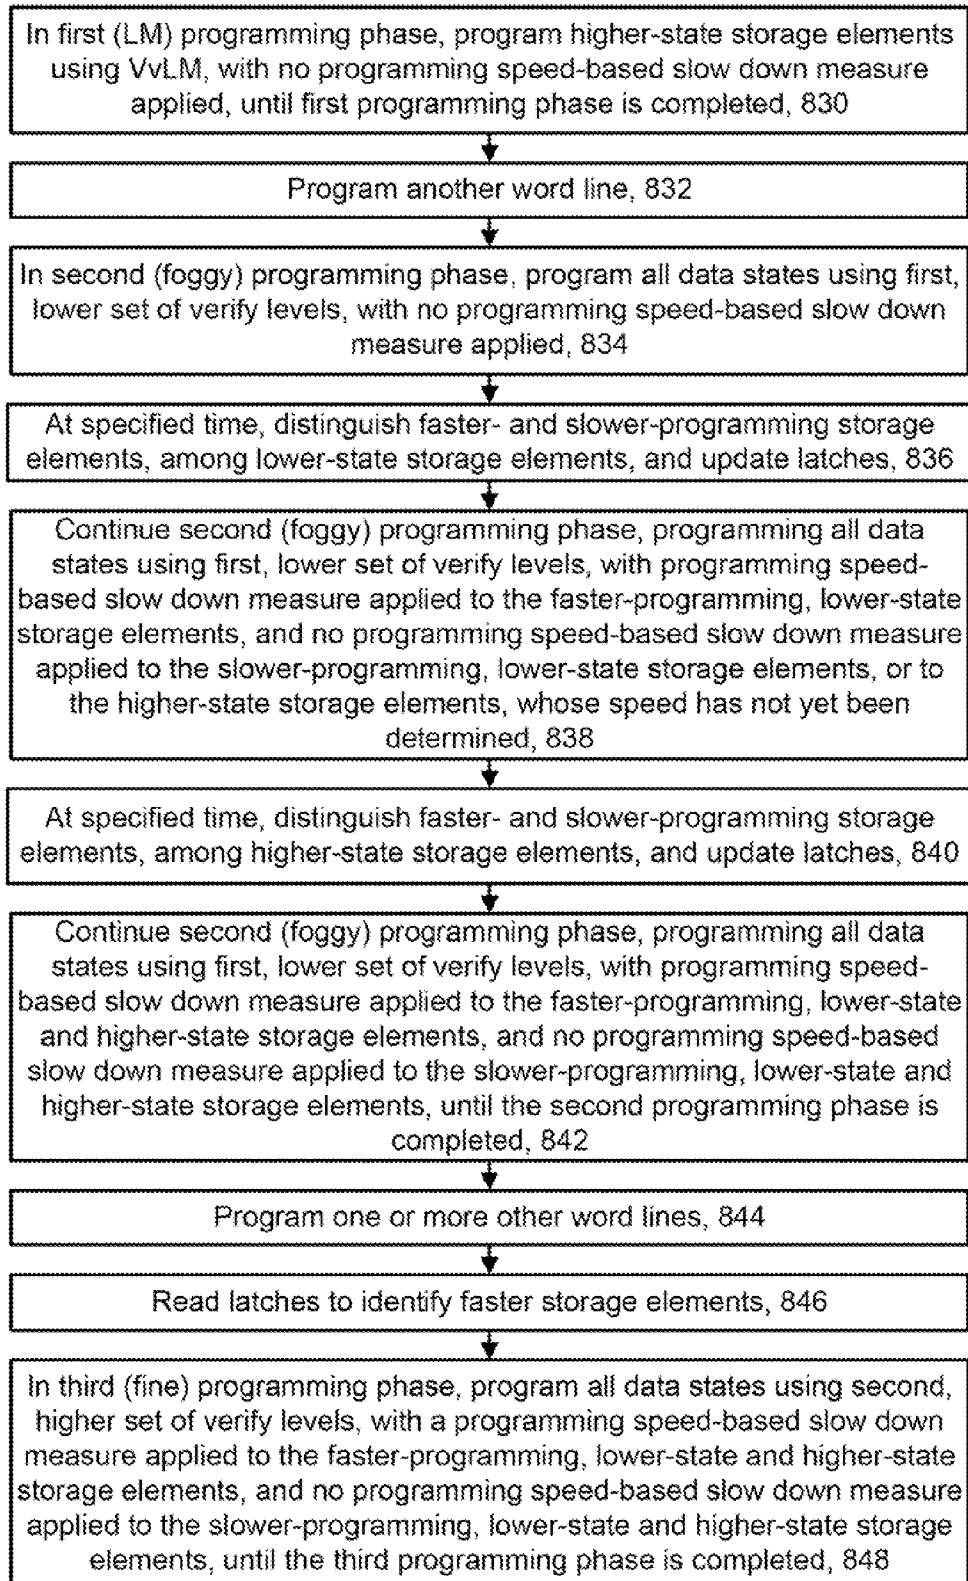 In first (LM) programming phase, program higher-state storage elements
using VvLM, with no programming speed-based slow down measure
applied, until first programming phase is completed, 830
Program another word line, 832
In second (foggy) programming phase, program all data states using first,
lower set of verify levels, with no programming speed-based slow down
measure applied, 834
At specified time, distinguish faster- and slower-programming storage
elements, among lower-state storage elements, and update latches, 836
Continue second (foggy) programming phase, programming all data
states using first, lower set of verify levels, with programming speed-
based slow down measure applied to the faster-programming, lower-state
storage elements, and no programming speed-based slow down measure
applied to the slower-programming, lower-state storage elements, or to
the higher-state storage elements, whose speed has not yet been
determined, 838
At specified time, distinguish faster- and slower-programming storage
elements, among higher-state storage elements, and update latches, 840
Continue second (foggy) programming phase, programming all data
states using first, lower set of verify levels, with programming speed-
based slow down measure applied to the faster-programming, lower-state
and higher-state storage elements, and no programming speed-based
slow down measure applied to the slower-programming, lower-state and
higher-state storage elements, until the second programming phase is
completed, 842
Program one or more other word lines, 844
Read latches to identify faster storage elements, 846
In third (fine) programming phase, program all data states using second,
higher set of verify levels, with a programming speed-based slow down
measure applied to the faster-programming, lower-state and higher-state
storage elements, and no programming speed-based slow down measure
applied to the slower-programming, lower-state and higher-state storage
elements, until the third programming phase is completed, 848